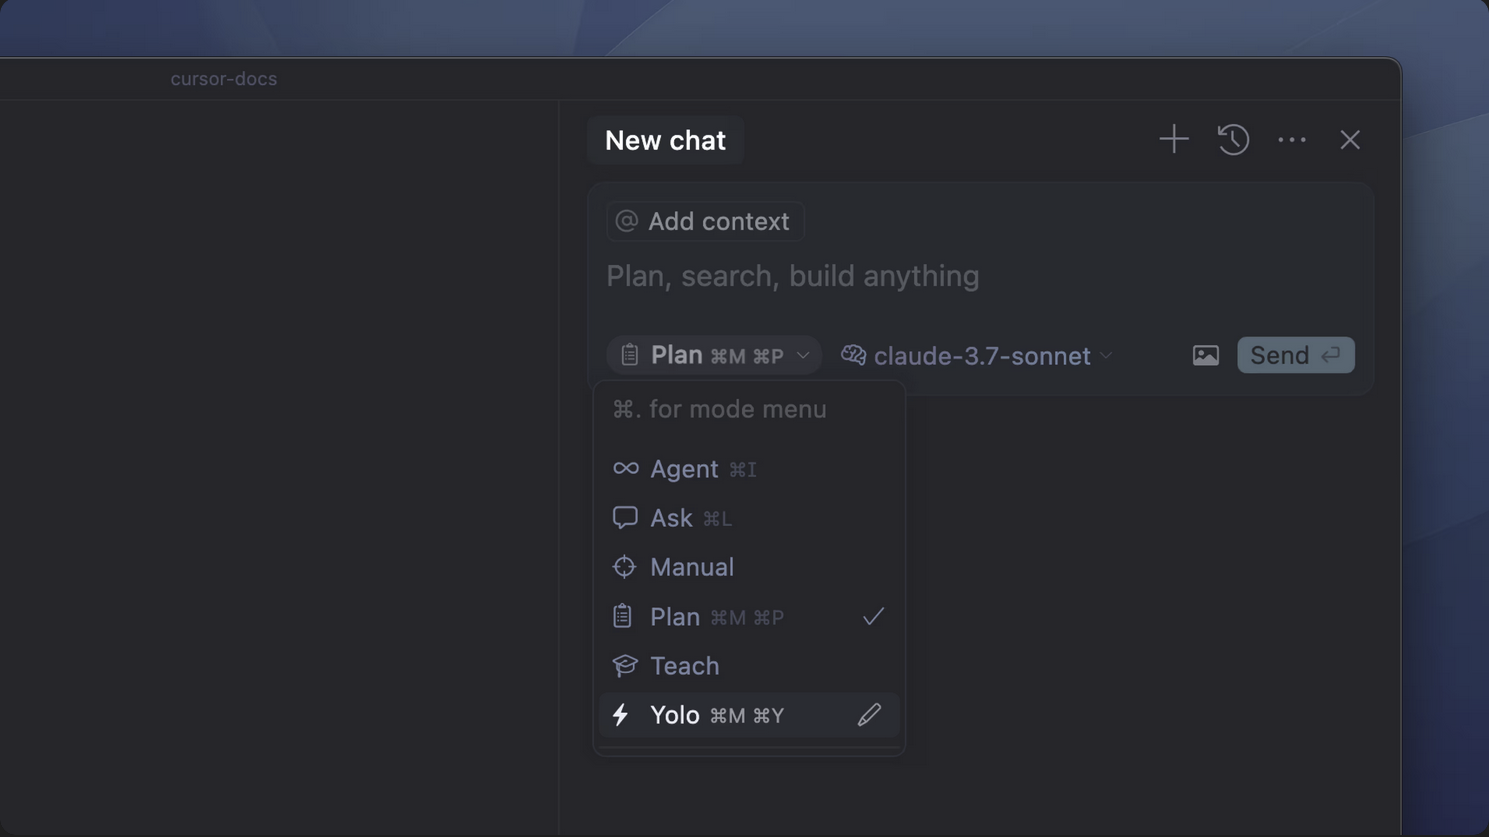 cursor-docs
New chat
@ Add context
Plan, search, build anything
Plan ⌘M ⌘P
claude-3.7-sonnet
Send
⌘. for mode menu
Agent ⌘I
Ask ⌘L
Manual
Plan ⌘M ⌘P
Teach
Yolo ⌘M ⌘Y